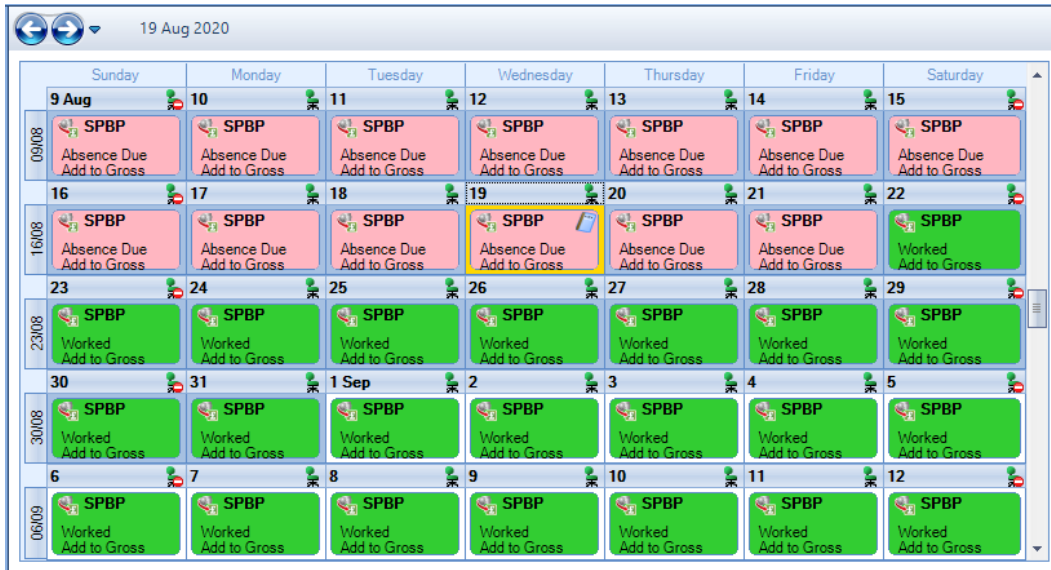 19 Aug 2020
Sunday Monday Tuesday Wednesday Thursday Friday Saturday
9 Aug 10 11 12 13 14 15
09/08
SPBP SPBP SPBP SPBP SPBP SPBP SPBP
Absence Due Absence Due Absence Due Absence Due Absence Due Absence Due Absence Due
Add to Gross Add to Gross Add to Gross Add to Gross Add to Gross Add to Gross Add to Gross
16 17 18 19 20 21 22
16/08
SPBP SPBP SPBP SPBP SPBP SPBP SPBP
Absence Due Absence Due Absence Due Absence Due Absence Due Absence Due Worked
Add to Gross Add to Gross Add to Gross Add to Gross Add to Gross Add to Gross Add to Gross
23 24 25 26 27 28 29
23/08
SPBP SPBP SPBP SPBP SPBP SPBP SPBP
Worked Worked Worked Worked Worked Worked Worked
Add to Gross Add to Gross Add to Gross Add to Gross Add to Gross Add to Gross Add to Gross
30 31 1 Sep 2 3 4 5
30/08
SPBP SPBP SPBP SPBP SPBP SPBP SPBP
Worked Worked Worked Worked Worked Worked Worked
Add to Gross Add to Gross Add to Gross Add to Gross Add to Gross Add to Gross Add to Gross
6 7 8 9 10 11 12
06/09
SPBP SPBP SPBP SPBP SPBP SPBP SPBP
Worked Worked Worked Worked Worked Worked Worked
Add to Gross Add to Gross Add to Gross Add to Gross Add to Gross Add to Gross Add to Gross